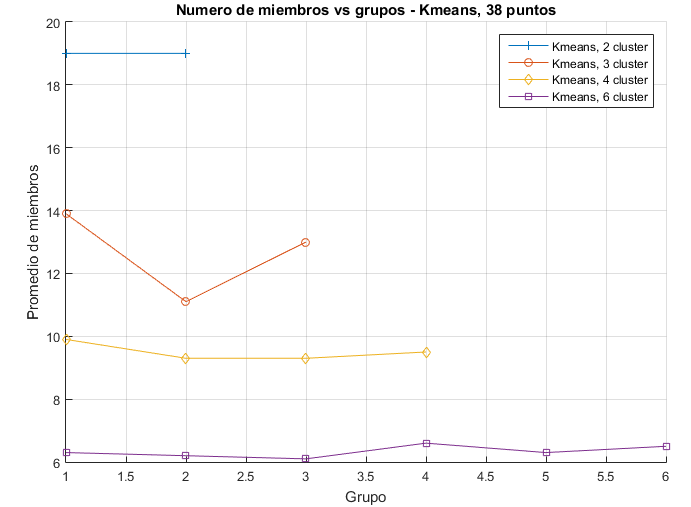 Numero de miembros vs grupos - Kmeans, 38 puntos
Kmeans, 2 cluster
Kmeans, 3 cluster
Kmeans, 4 cluster
Kmeans, 6 cluster
Promedio de miembros
20
18
16
14
12
10
8
6
1
1.5
2
2.5
3
3.5
4
4.5
5
5.5
6
Grupo